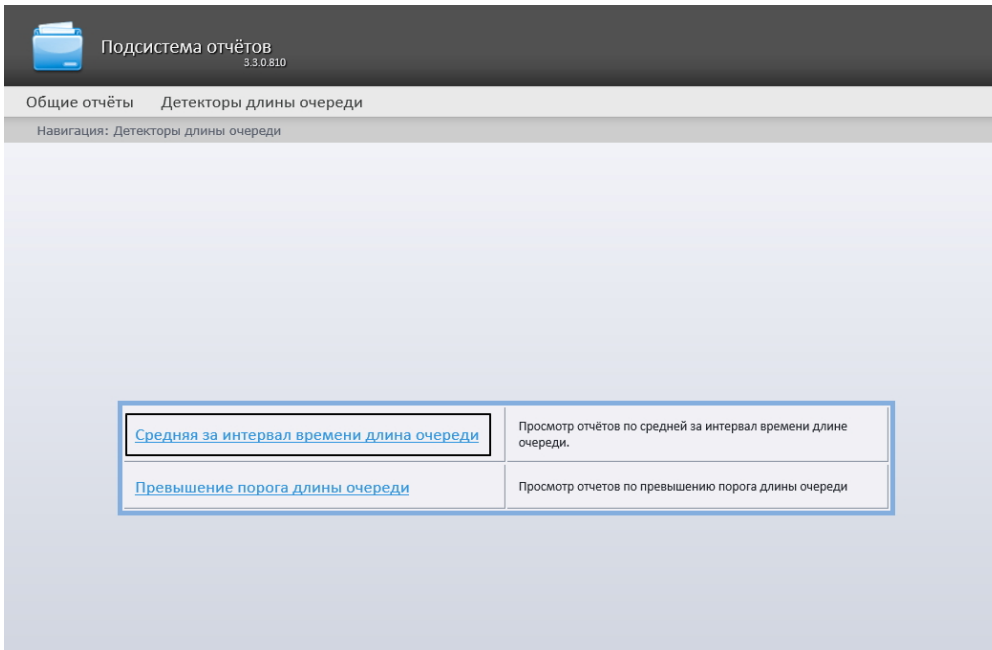 Подсистема отчётов
3.3.0.810
Общие отчёты Детекторы длины очереди
Навигация: Детекторы длины очереди
Средняя за интервал времени длина очереди
Просмотр отчётов по средней за интервал времени длине
очереди.
Превышение порога длины очереди
Просмотр отчетов по превышению порога длины очереди